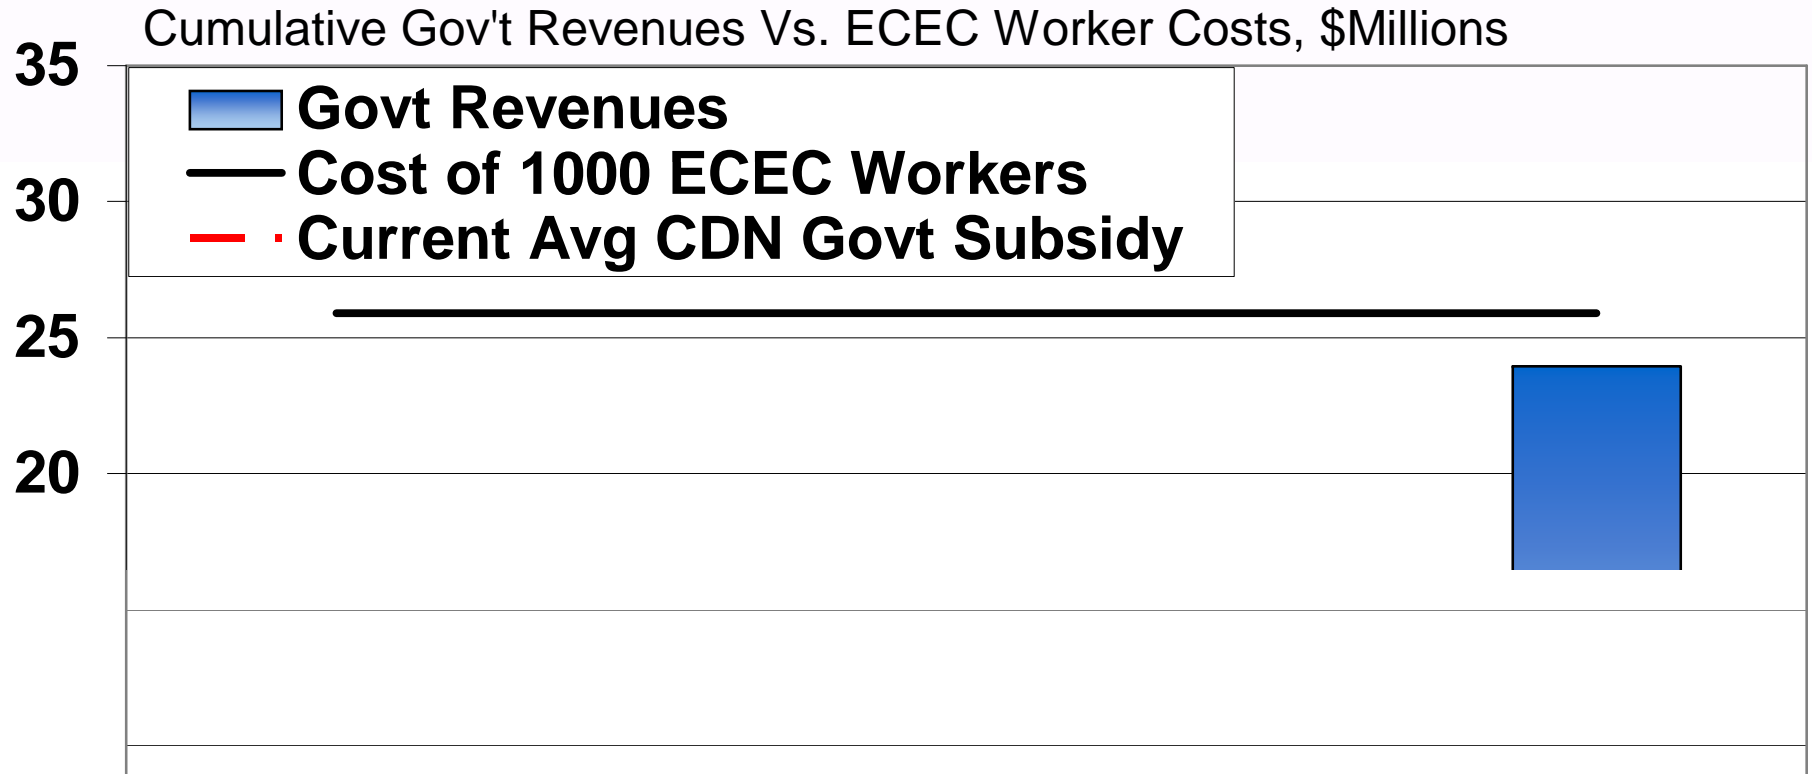 Cumulative Gov't Revenues Vs. ECEC Worker Costs, $Millions
35
Govt Revenues
Cost of 1000 ECEC Workers
30
Current Avg CDN Govt Subsidy
25
20